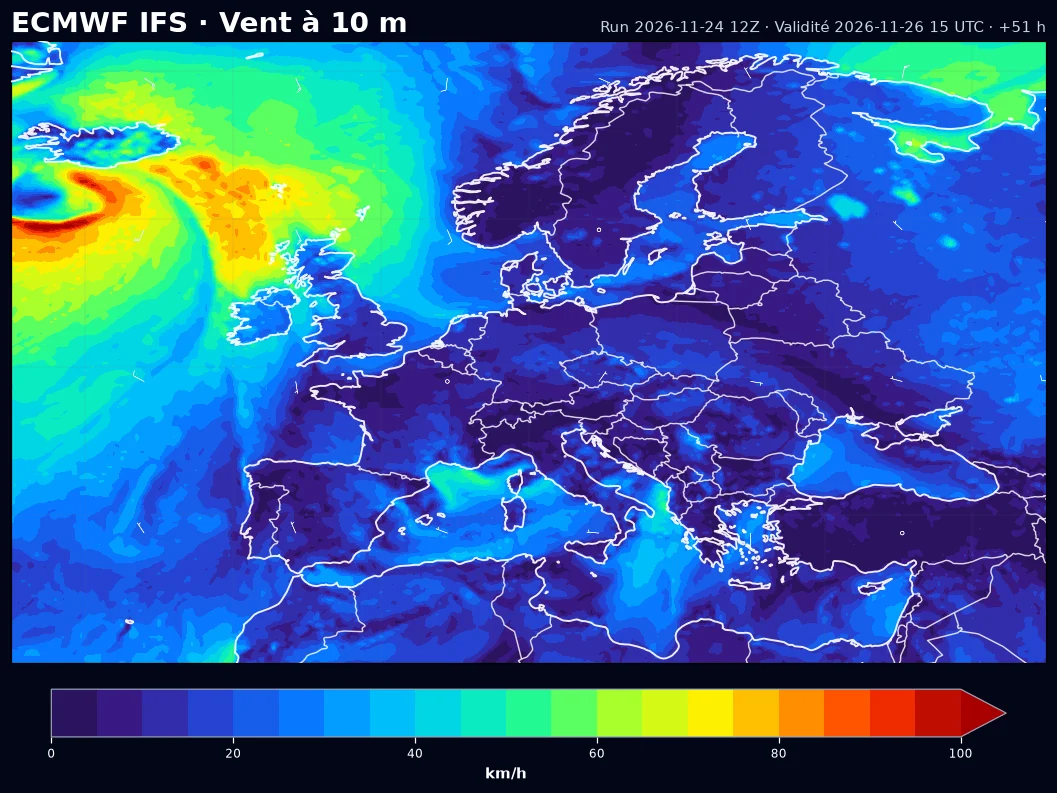 ECMWF IFS · Vent à 10 m
Run 2026-11-24 12Z · Validité 2026-11-26 15 UTC · +51 h
0 20 40 60 80 100
km/h